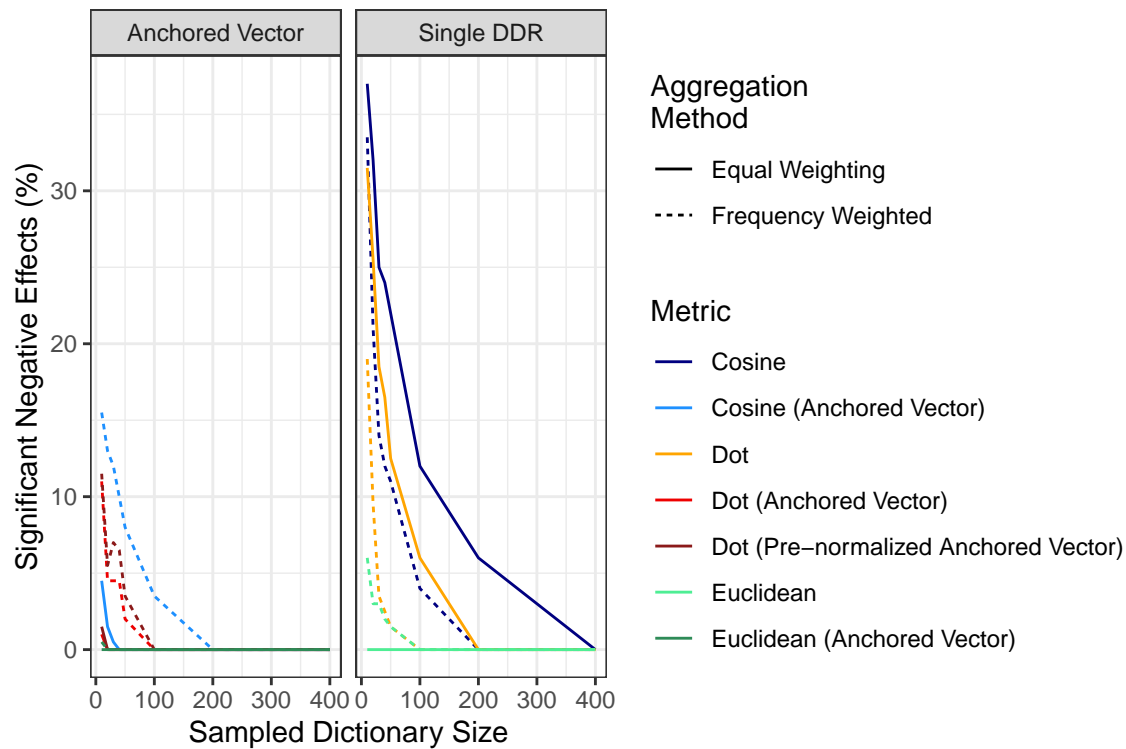 Anchored Vector
Single DDR
Significant Negative Effects (%)
30
20
10
0
0 100 200 300 400
0 100 200 300 400
Sampled Dictionary Size
Aggregation
Method
Equal Weighting
Frequency Weighted
Metric
Cosine
Cosine (Anchored Vector)
Dot
Dot (Anchored Vector)
Dot (Pre−normalized Anchored Vector)
Euclidean
Euclidean (Anchored Vector)